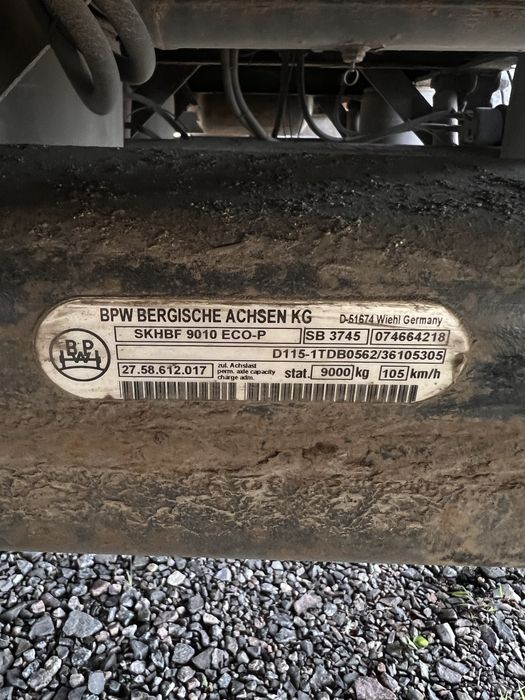 BPW BERGISCHE ACHSEN KG D-51674 Wiehl Germany
BPW
SKHBF 9010 ECO-P SB 3745 074664218
D115-1TDB0562/36105305
27.58.612.017 zul. Achslast stat. 9000 kg 105 km/h
perm. axle capacity
charge adm.